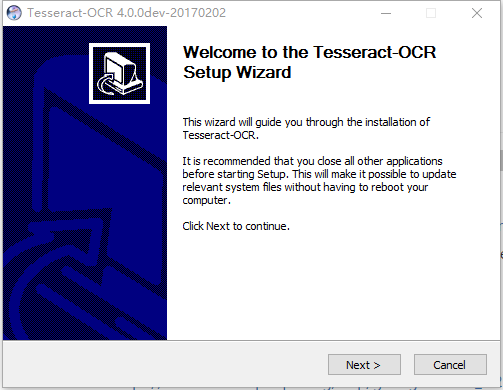 Tesseract-OCR 4.0.0dev-20170202
Welcome to the Tesseract-OCR
Setup Wizard
This wizard will guide you through the installation of
Tesseract-OCR.
It is recommended that you close all other applications
before starting Setup. This will make it possible to update
relevant system files without having to reboot your
computer.
Click Next to continue.
Next >
Cancel